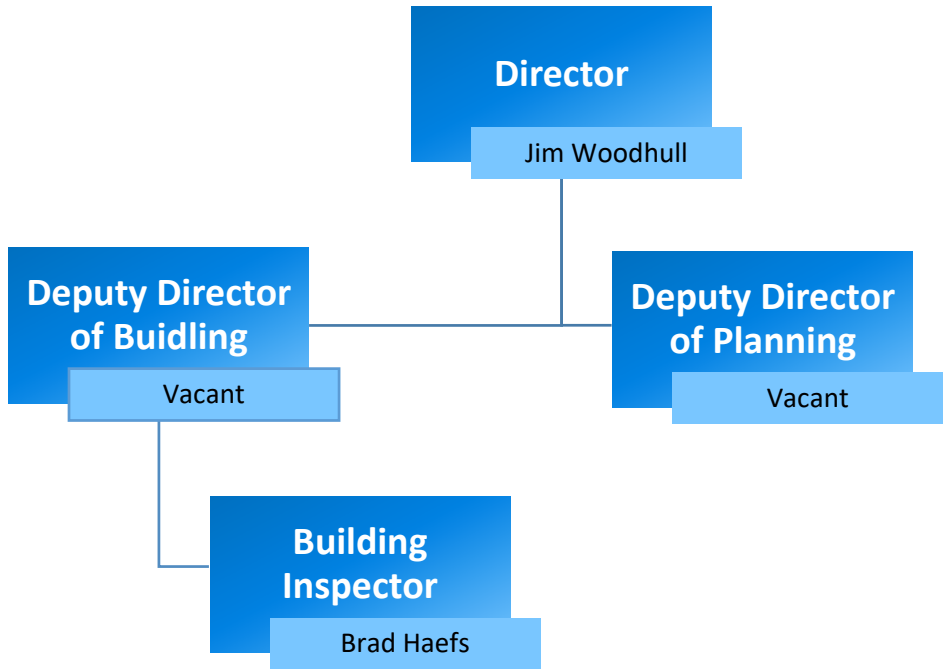 Director
Jim Woodhull
Deputy Director
of Buidling
Vacant
Deputy Director
of Planning
Vacant
Building
Inspector
Brad Haefs